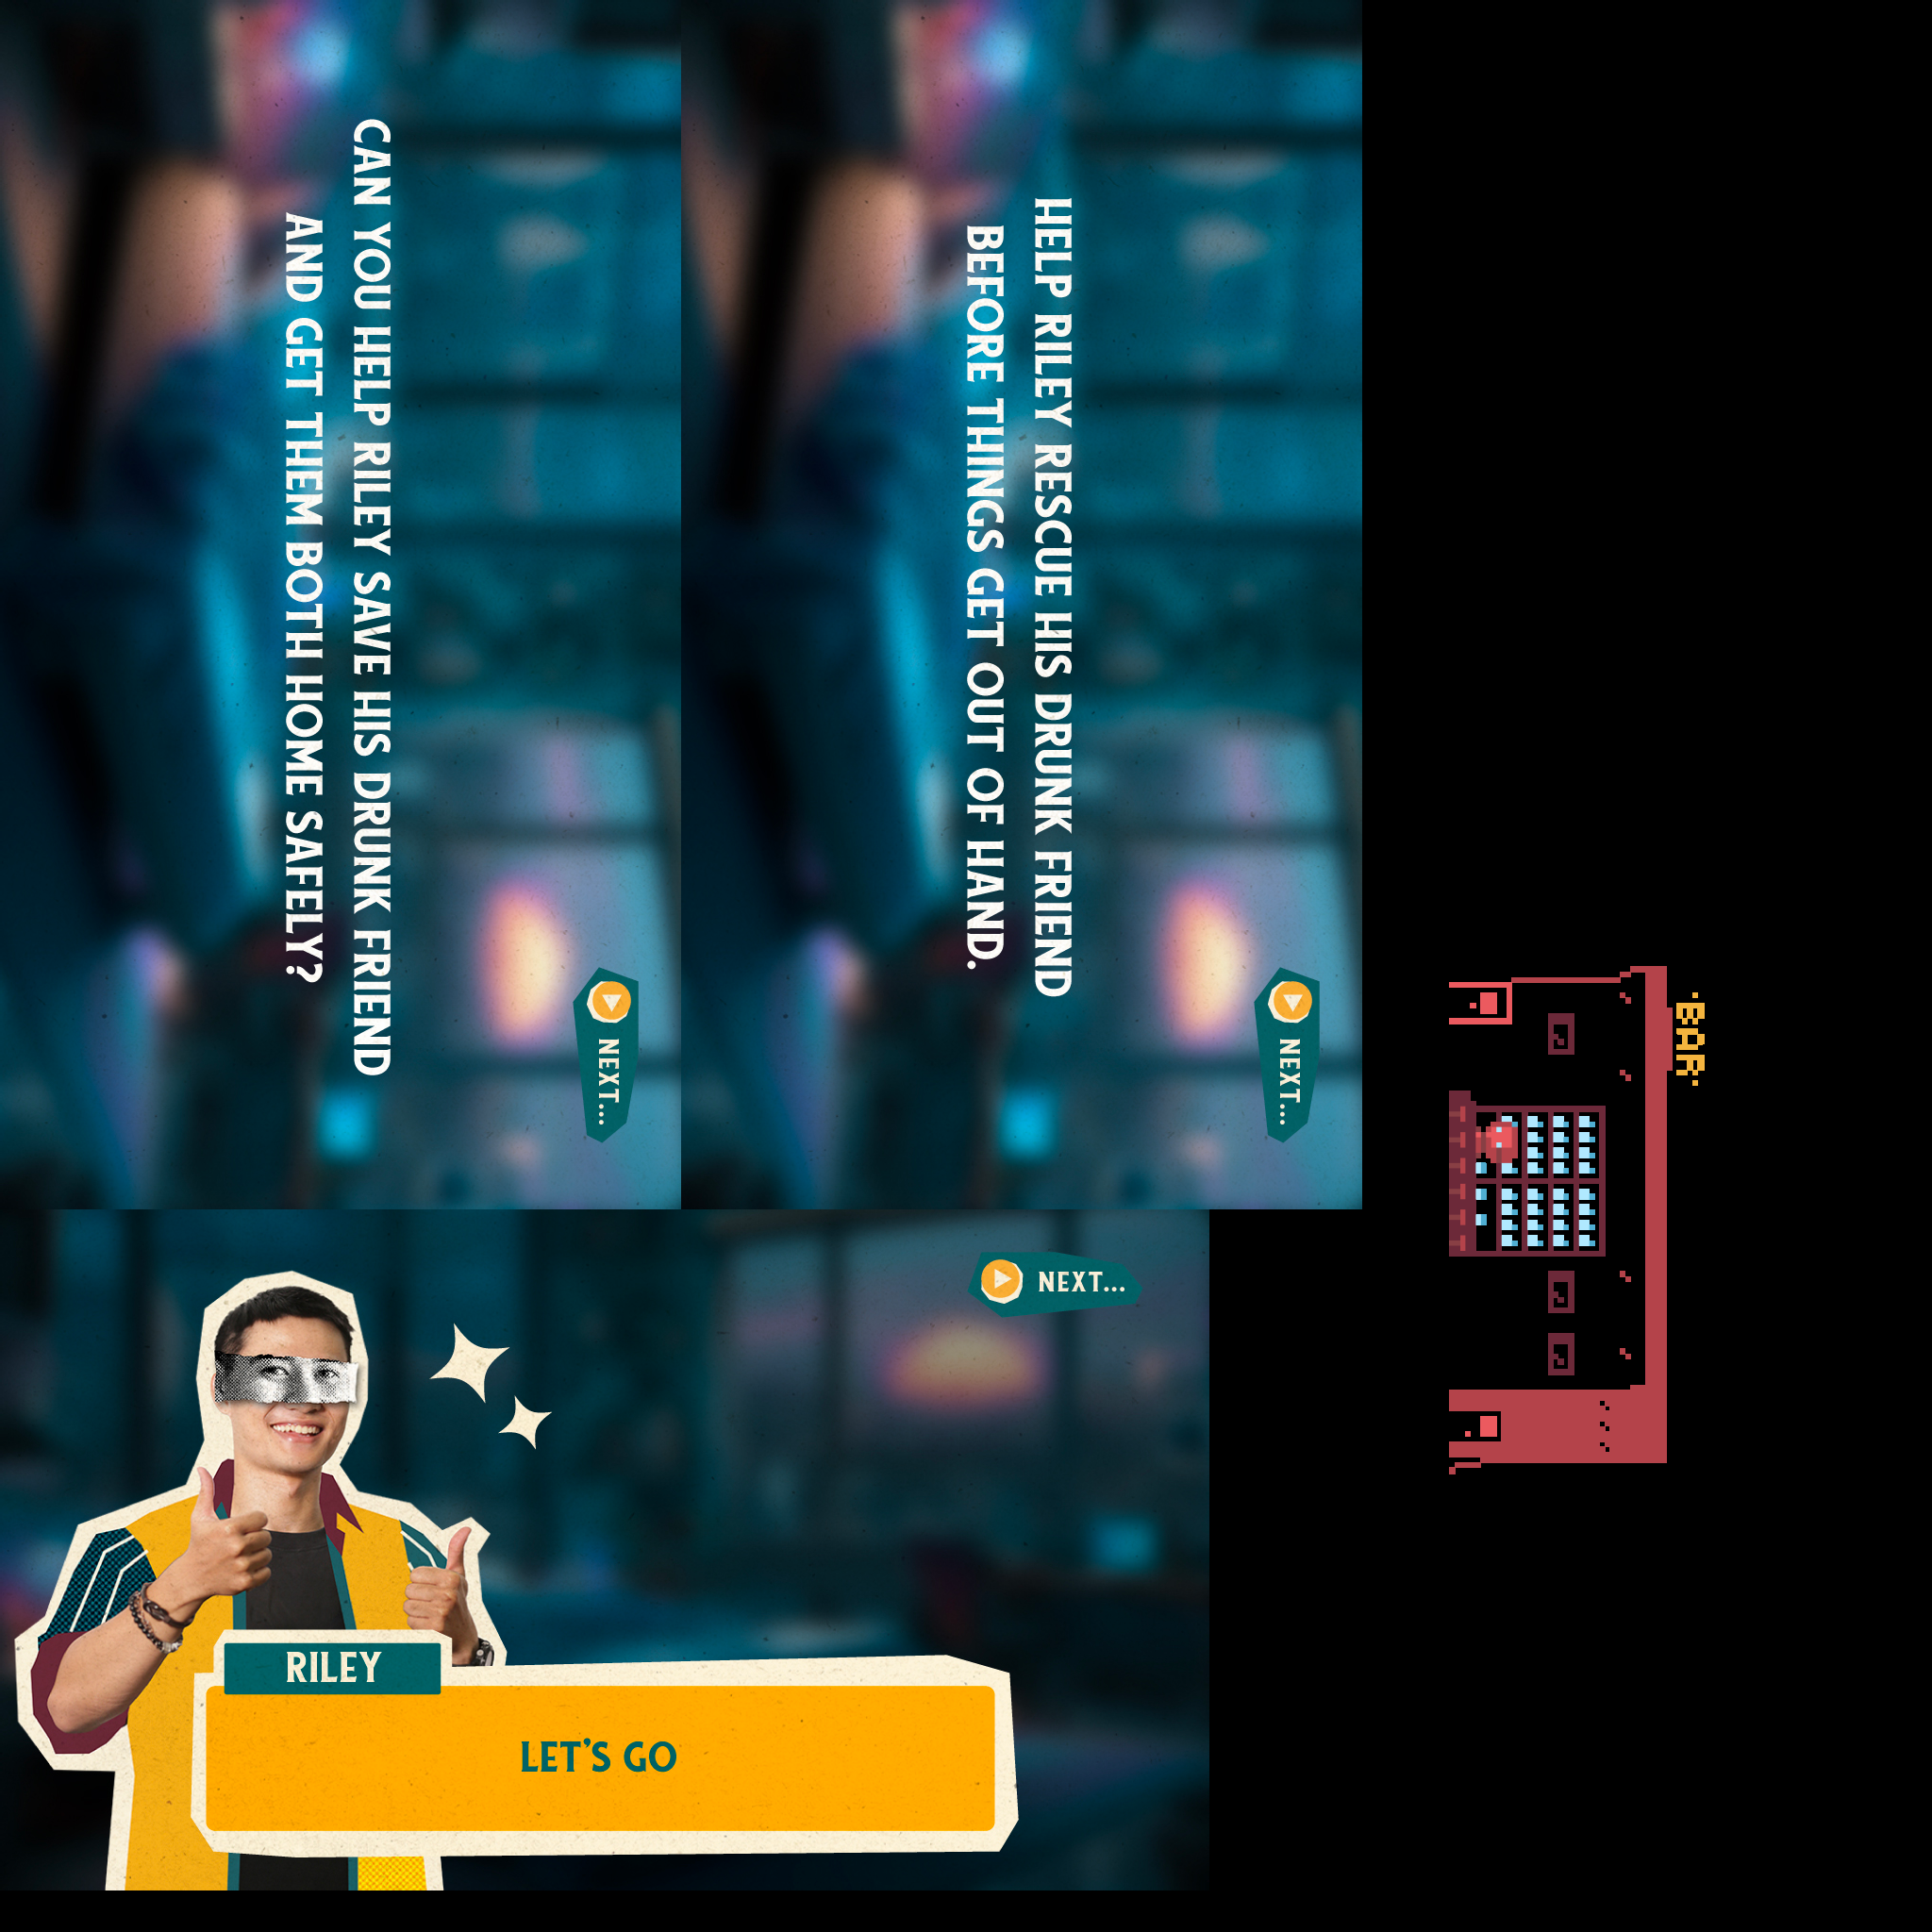 CAN YOU HELP RILEY SAVE HIS DRUNK FRIEND
AND GET THEM BOTH HOME SAFELY?
NEXT...
HELP RILEY RESCUE HIS DRUNK FRIEND
BEFORE THINGS GET OUT OF HAND.
NEXT...
BAR
NEXT...
RILEY
LET'S GO